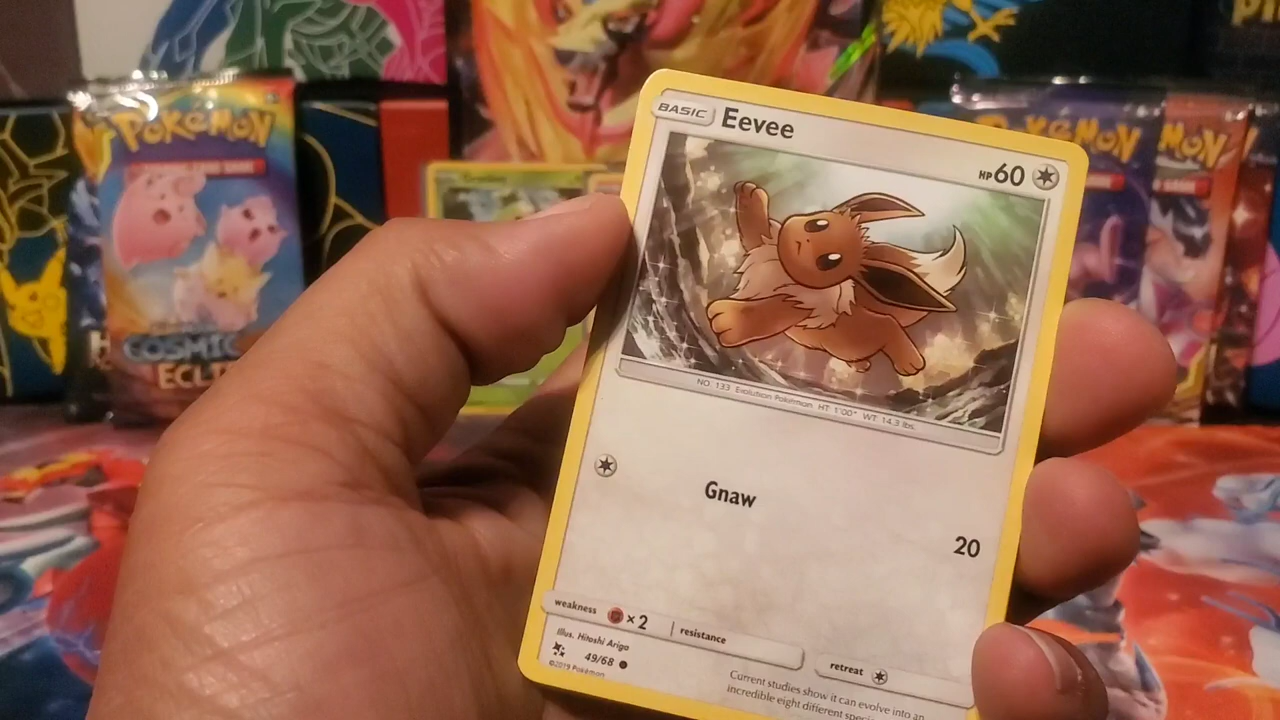 POKÉMON
COSMIC
ECLI
POKÉMON
MON
BASIC Eevee
HP 60
NO. 133 Evolution Pokémon HT: 1'00" WT: 14.3 lbs.
Gnaw
20
weakness ×2 resistance
retreat
Illus. Hitoshi Ariga
49/68
©2019 Pokémon
Current studies show it can evolve into an
incredible eight different